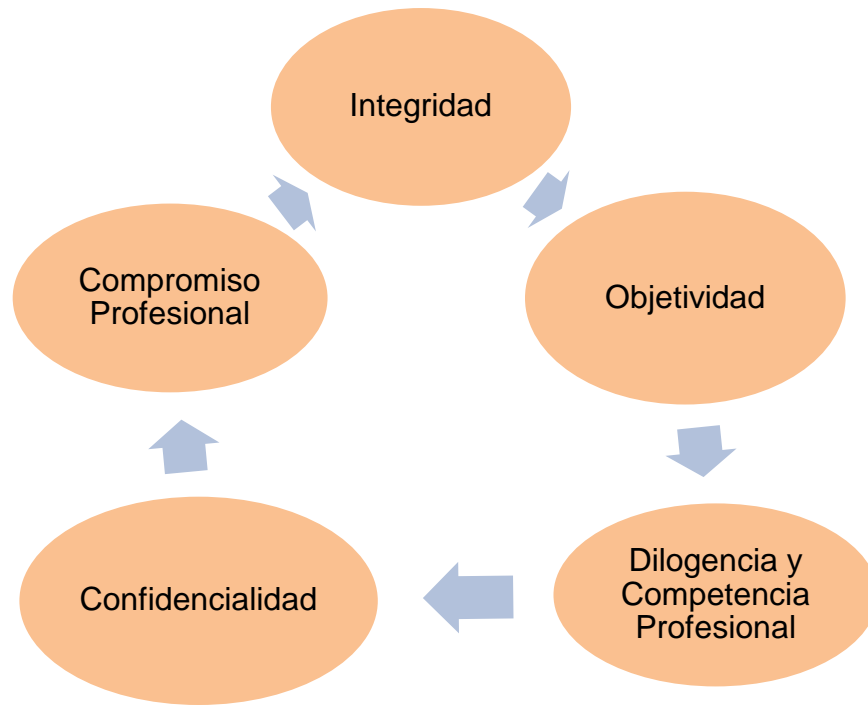 Integridad
Objetividad
Dilogencia y
Competencia
Profesional
Confidencialidad
Compromiso
Profesional